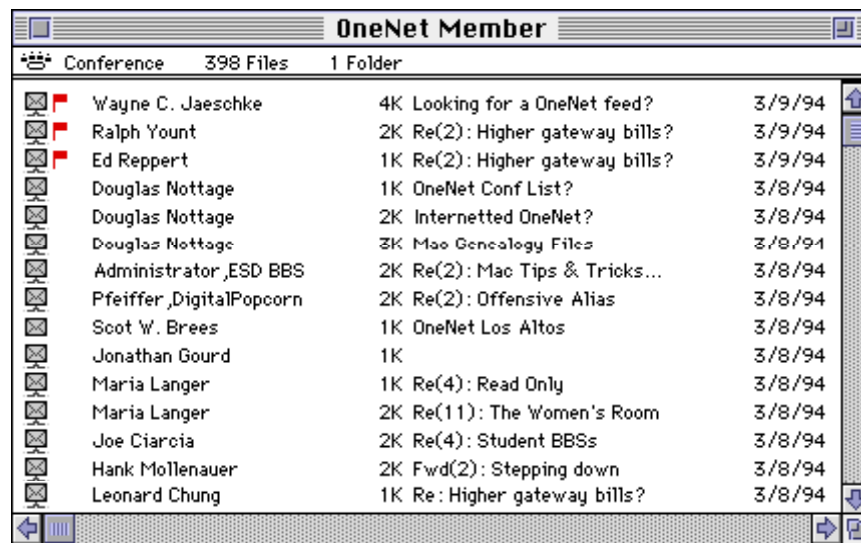 OneNet Member
Conference 398 Files 1 Folder
Wayne C. Jaeschke 4K Looking for a OneNet feed? 3/9/94
Ralph Yount 2K Re(2): Higher gateway bills? 3/9/94
Ed Reppert 1K Re(2): Higher gateway bills? 3/9/94
Douglas Nottage 1K OneNet Conf List? 3/8/94
Douglas Nottage 2K Internetted OneNet? 3/8/94
Douglas Nottage 3K Mac Genealogy Files 3/8/94
Administrator,ESD BBS 2K Re(2): Mac Tips & Tricks... 3/8/94
Pfeiffer,DigitalPopcorn 2K Re(2): Offensive Alias 3/8/94
Scot W. Brees 1K OneNet Los Altos 3/8/94
Jonathan Gourd 1K 3/8/94
Maria Langer 1K Re(4): Read Only 3/8/94
Maria Langer 2K Re(11): The Women's Room 3/8/94
Joe Ciarcia 2K Re(4): Student BBSs 3/8/94
Hank Mollenauer 2K Fwd(2): Stepping down 3/8/94
Leonard Chung 1K Re: Higher gateway bills? 3/8/94